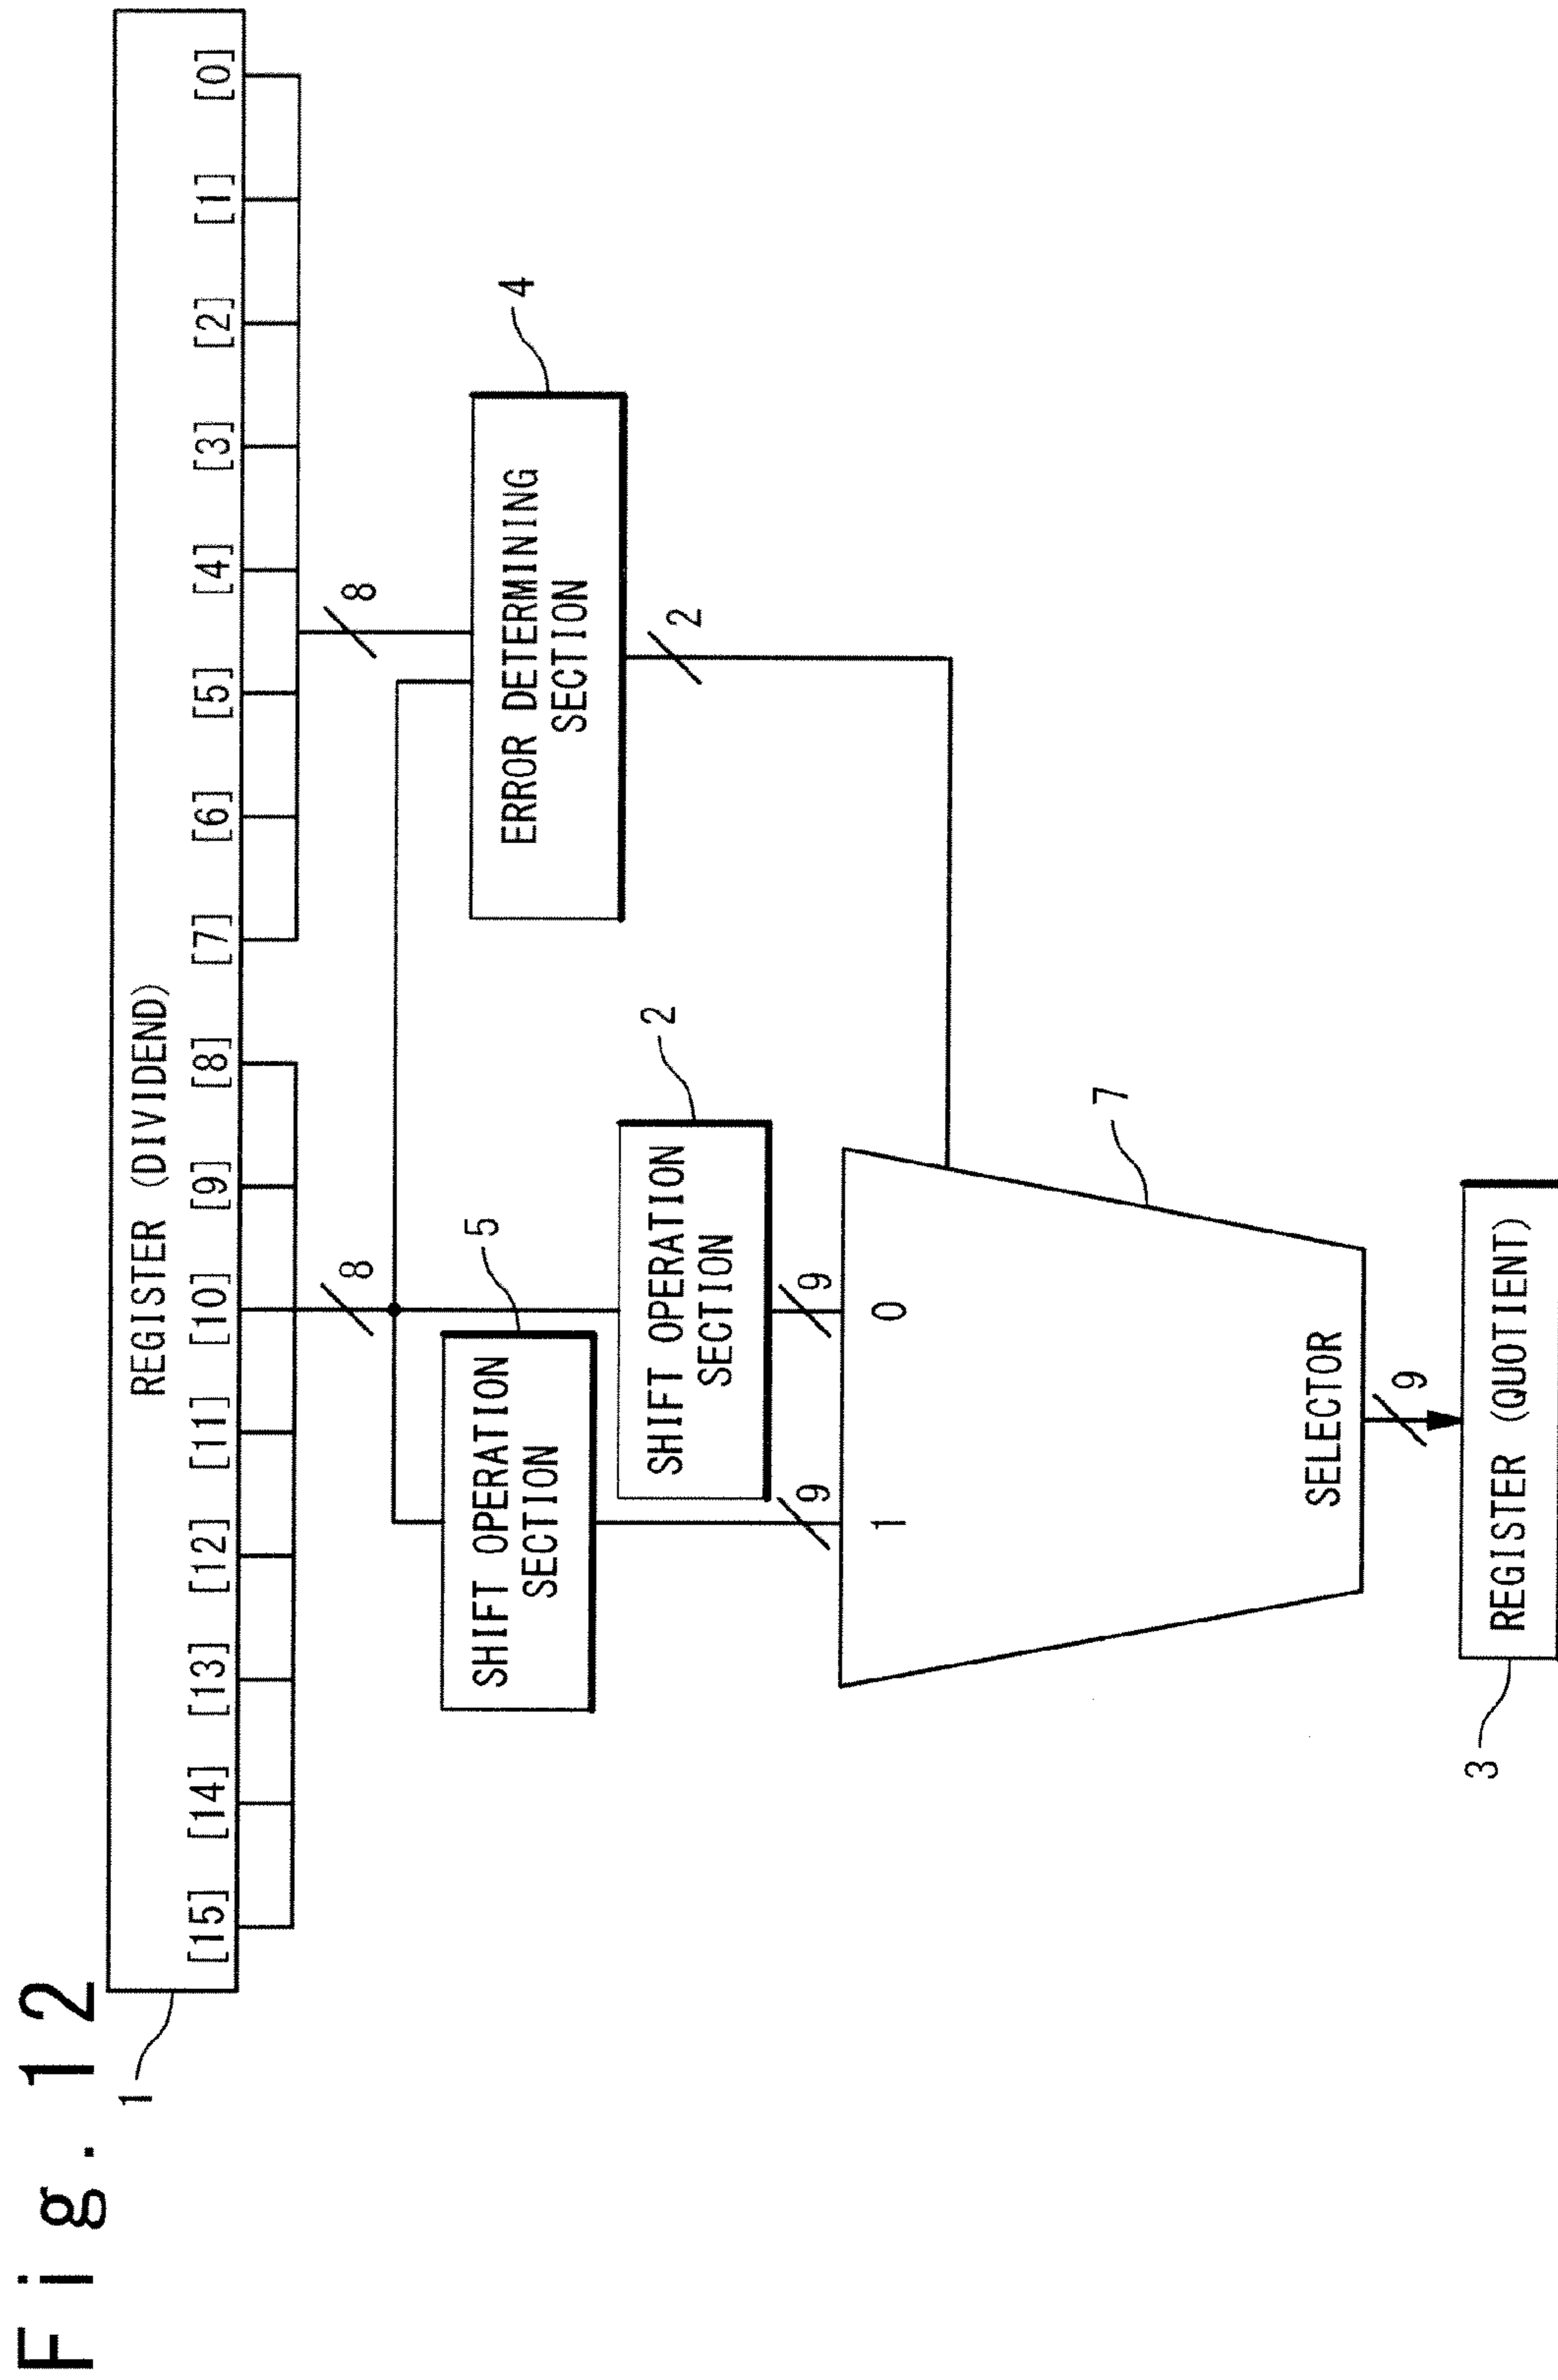 Fig. 12
1
REGISTER (DIVIDEND)
[15] [14] [13] [12] [11] [10] [9] [8] [7] [6] [5] [4] [3] [2] [1] [0]
8
8
5
SHIFT OPERATION
SECTION
4
ERROR DETERMINING
SECTION
2
SHIFT OPERATION
SECTION
2
9
9
1
0
7
SELECTOR
9
3
REGISTER (QUOTIENT)